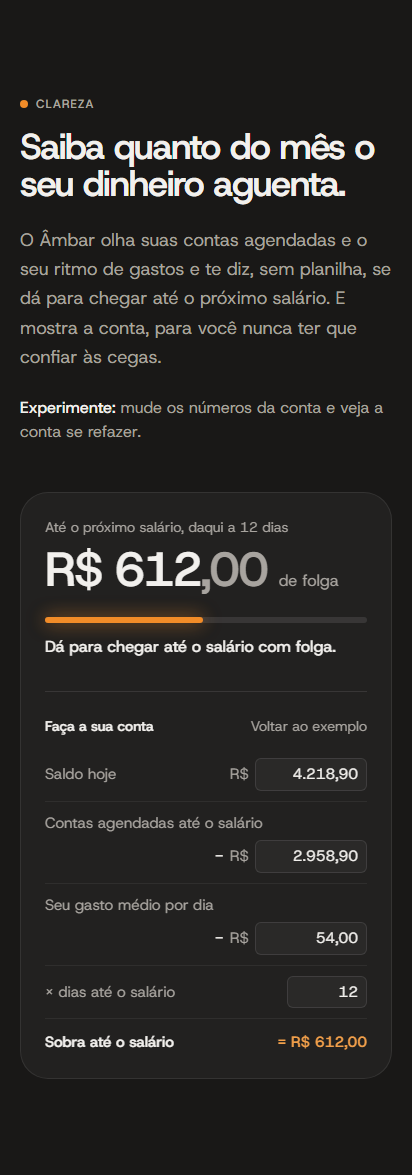 CLAREZA
Saiba quanto do mês o
seu dinheiro aguenta.
O Âmbar olha suas contas agendadas e o
seu ritmo de gastos e te diz, sem planilha, se
dá para chegar até o próximo salário. E
mostra a conta, para você nunca ter que
confiar às cegas.
Experimente: mude os números da conta e veja a
conta se refazer.
Até o próximo salário, daqui a 12 dias
R$ 612,00 de folga
Dá para chegar até o salário com folga.
Faça a sua conta Voltar ao exemplo
Saldo hoje R$ 4.218,90
Contas agendadas até o salário
− R$ 2.958,90
Seu gasto médio por dia
− R$ 54,00
× dias até o salário 12
Sobra até o salário = R$ 612,00